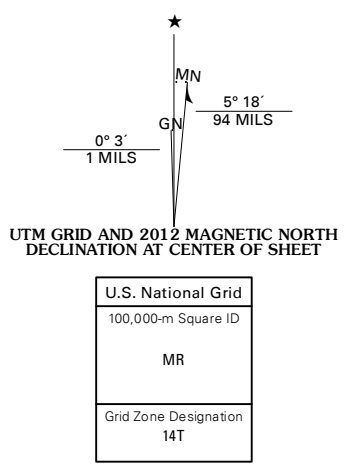 MN
5° 18´
94 MILS
GN
0° 3´
1 MILS
UTM GRID AND 2012 MAGNETIC NORTH
DECLINATION AT CENTER OF SHEET
U.S. National Grid
100,000-m Square ID
MR
Grid Zone Designation
14T